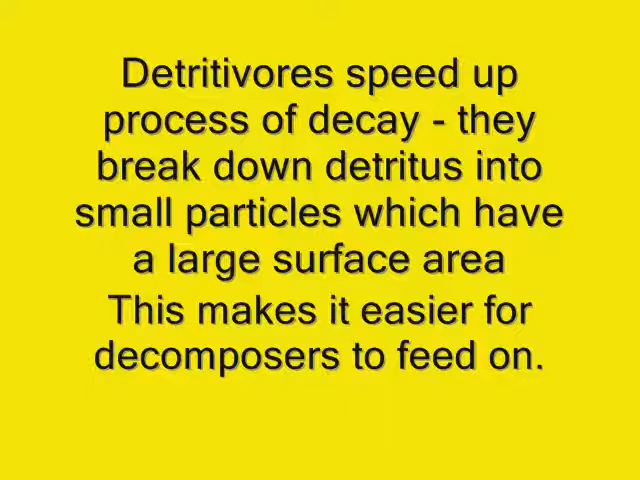 Detritivores speed up
process of decay - they
break down detritus into
small particles which have
a large surface area
This makes it easier for
decomposers to feed on.